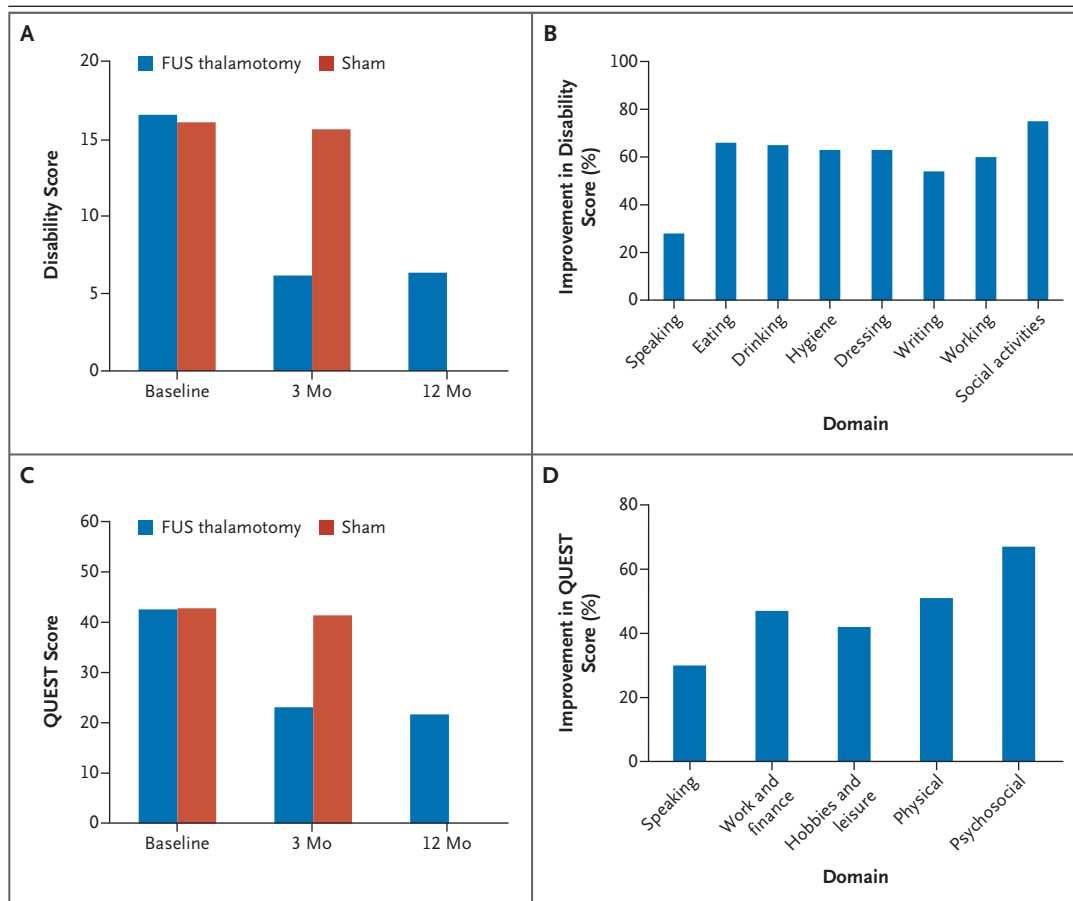 A
FUS thalamotomy Sham
Disability Score
20
15
10
5
0
Baseline 3 Mo 12 Mo
B
Improvement in Disability
Score (%)
100
80
60
40
20
0
Speaking
Eating
Drinking
Hygiene
Dressing
Writing
Working
Social activities
Domain
C
FUS thalamotomy Sham
QUEST Score
60
50
40
30
20
10
0
Baseline 3 Mo 12 Mo
D
Improvement in QUEST
Score (%)
80
60
40
20
0
Speaking
Work and
finance
Hobbies and
leisure
Physical
Psychosocial
Domain